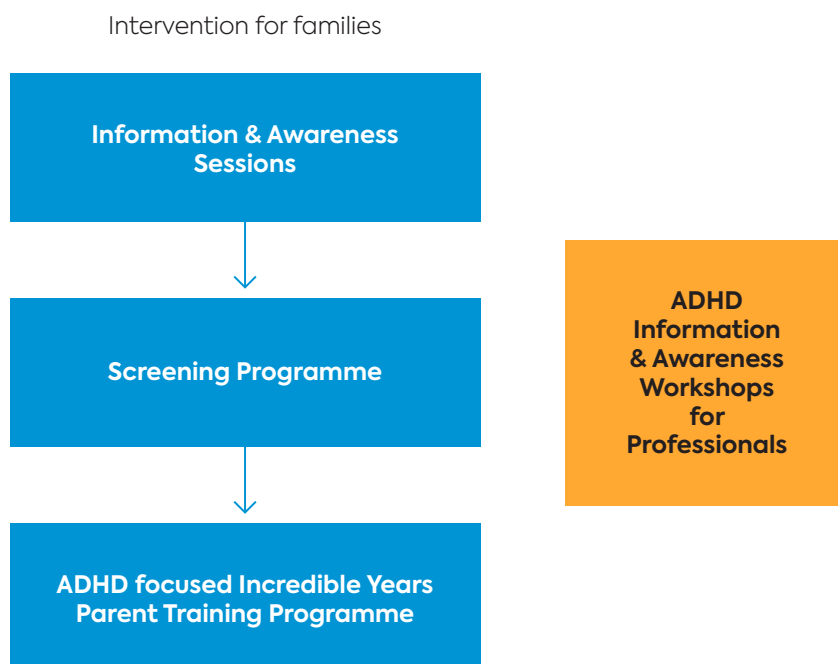 Intervention for families
Information & Awareness
Sessions
Screening Programme
ADHD focused Incredible Years
Parent Training Programme
ADHD
Information
& Awareness
Workshops
for
Professionals